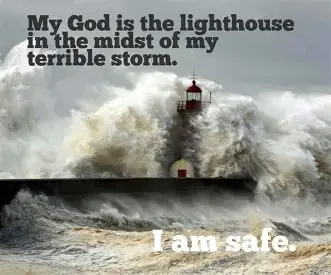 My God is the lighthouse
in the midst of my
terrible storm.
I am safe.